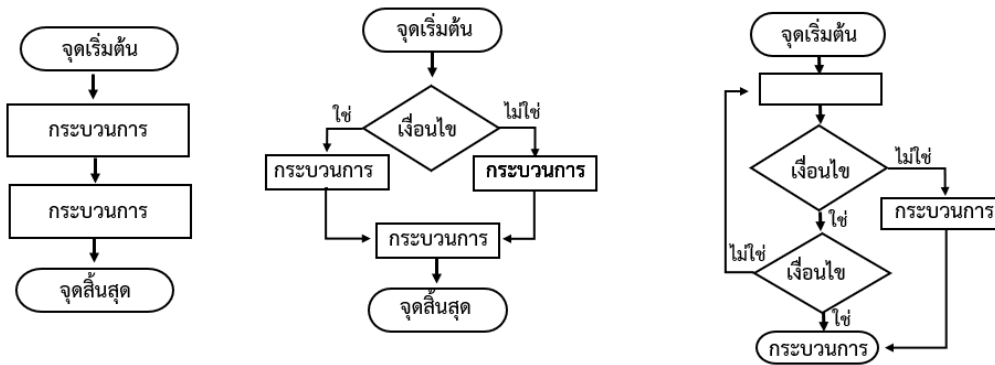 จุดเริ่มต้น
กระบวนการ
กระบวนการ
จุดสิ้นสุด
จุดเริ่มต้น
เงื่อนไข
ใช่
ไม่ใช่
กระบวนการ
กระบวนการ
กระบวนการ
จุดสิ้นสุด
จุดเริ่มต้น
เงื่อนไข
ไม่ใช่
กระบวนการ
ใช่
เงื่อนไข
ไม่ใช่
ใช่
กระบวนการ